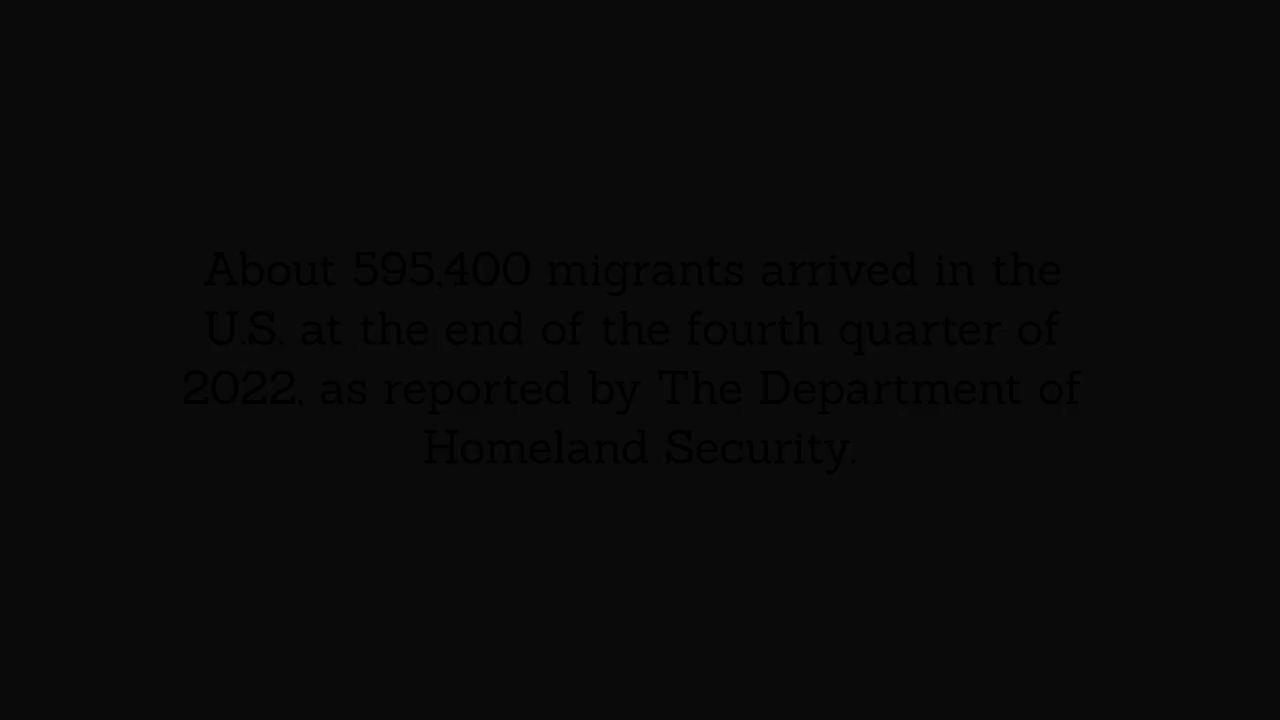 About 595,400 migrants arrived in the
U.S. at the end of the fourth quarter of
2022, as reported by The Department of
Homeland Security.